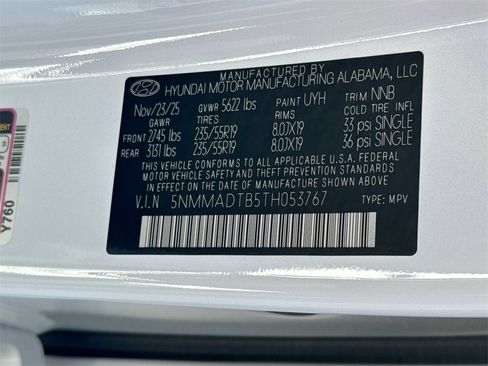 MANUFACTURED BY
HYUNDAI MOTOR MANUFACTURING ALABAMA, LLC
Nov/23/25 GVWR 5622 lbs PAINT UYH TRIM NNB
GAWR TIRES RIMS COLD TIRE INFL
FRONT 2745 lbs 235/55R19 8.0JX19 33 psi SINGLE
REAR 3131 lbs 235/55R19 8.0JX19 36 psi SINGLE
THIS VEHICLE CONFORMS TO ALL APPLICABLE U.S.A. FEDERAL
MOTOR VEHICLE SAFETY AND THEFT PREVENTION STANDARDS
IN EFFECT ON THE DATE OF MANUFACTURE SHOWN ABOVE.
V.I.N 5NMMADTB5TH053767 TYPE: MPV
Y760